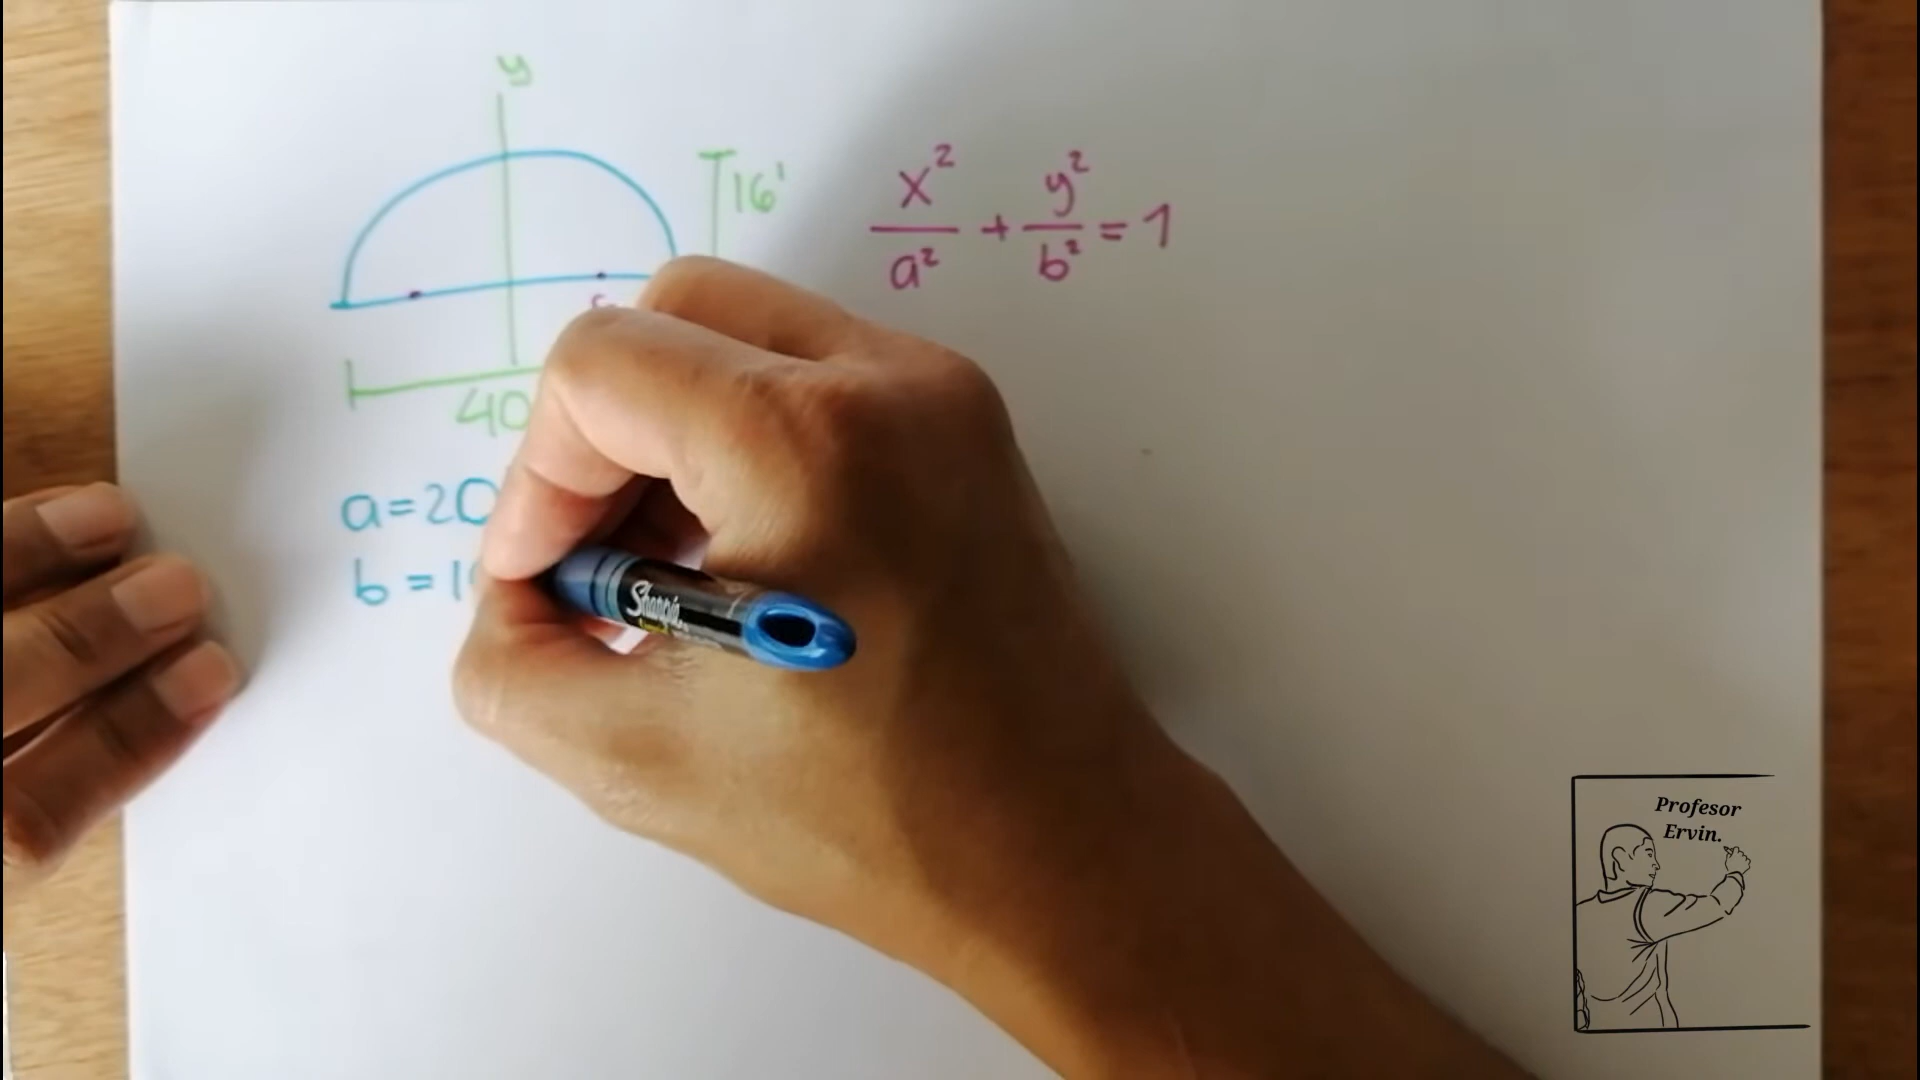 y
16'
x² / a² + y² / b² = 1
40
a=20
b=1
Sharpie
Profesor
Ervin.